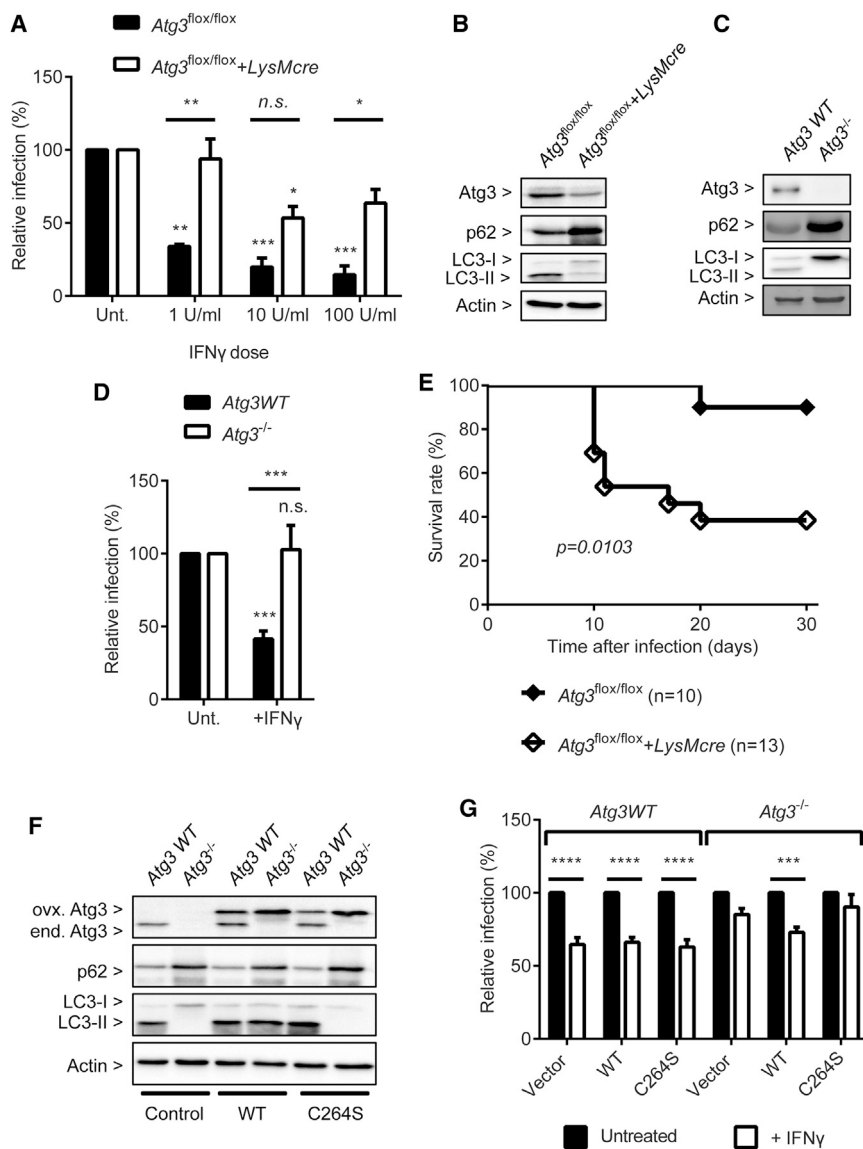 A
Atg3flox/flox
Atg3flox/flox+LysMcre
Relative infection (%)
150
100
50
0
**
n.s.
*
**
***
*
***
Unt.
1 U/ml
10 U/ml
100 U/ml
IFNγ dose
B
Atg3flox/flox
Atg3flox/flox+LysMcre
Atg3 >
p62 >
LC3-I >
LC3-II >
Actin >
C
Atg3 WT
Atg3-/-
Atg3 >
p62 >
LC3-I >
LC3-II >
Actin >
D
Atg3WT
Atg3-/-
Relative infection (%)
150
100
50
0
***
n.s.
***
Unt.
+IFNγ
E
Survival rate (%)
100
80
60
40
20
0
p=0.0103
0
10
20
30
Time after infection (days)
Atg3flox/flox (n=10)
Atg3flox/flox+LysMcre (n=13)
F
Atg3 WT
Atg3-/-
Atg3 WT
Atg3-/-
Atg3 WT
Atg3-/-
ovx. Atg3 >
end. Atg3 >
p62 >
LC3-I >
LC3-II >
Actin >
Control
WT
C264S
G
Atg3WT
Atg3-/-
Relative infection (%)
150
100
50
0
****
****
****
***
Vector
WT
C264S
Vector
WT
C264S
Untreated
+ IFNγ